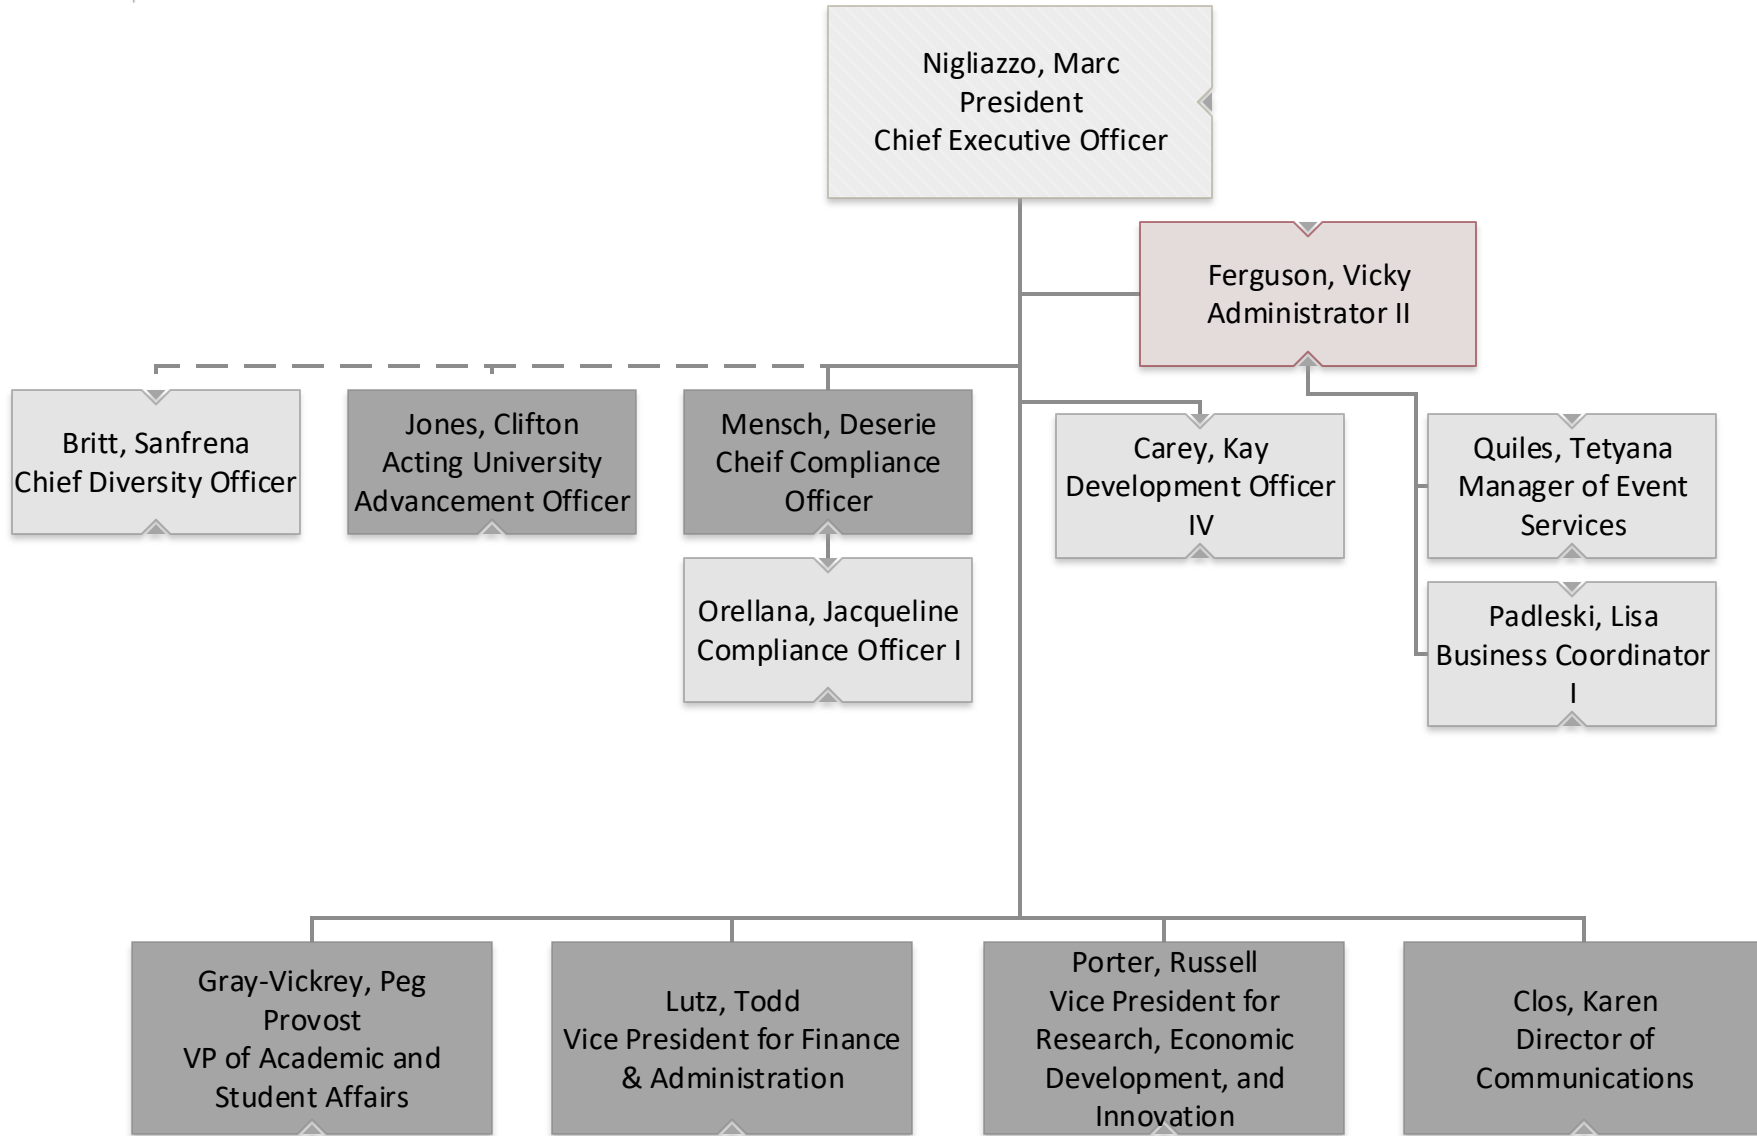 Nigliazzo, Marc
President
Chief Executive Officer
Ferguson, Vicky
Administrator II
Britt, Sanfrena
Chief Diversity Officer
Jones, Clifton
Acting University
Advancement Officer
Mensch, Deserie
Cheif Compliance
Officer
Carey, Kay
Development Officer
IV
Quiles, Tetyana
Manager of Event
Services
Orellana, Jacqueline
Compliance Officer I
Padleski, Lisa
Business Coordinator
I
Gray-Vickrey, Peg
Provost
VP of Academic and
Student Affairs
Lutz, Todd
Vice President for Finance
& Administration
Porter, Russell
Vice President for
Research, Economic
Development, and
Innovation
Clos, Karen
Director of
Communications